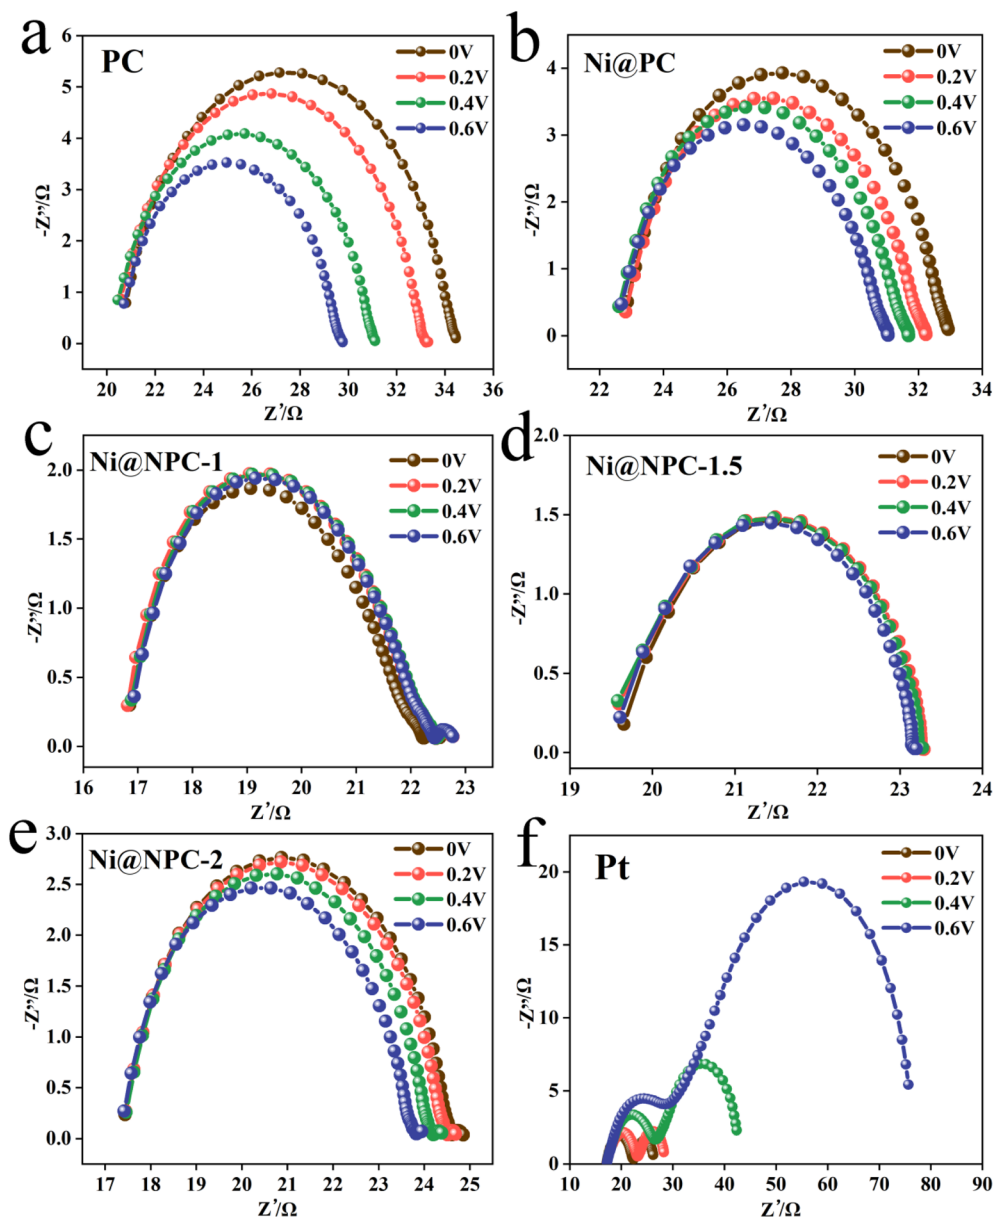 a
PC
0V
0.2V
0.4V
0.6V
-Z”/Ω
6
5
4
3
2
1
0
20 22 24 26 28 30 32 34 36
Z’/Ω
b
Ni@PC
0V
0.2V
0.4V
0.6V
-Z”/Ω
4
3
2
1
0
22 24 26 28 30 32 34
Z’/Ω
c
Ni@NPC-1
0V
0.2V
0.4V
0.6V
-Z”/Ω
2.0
1.5
1.0
0.5
0.0
16 17 18 19 20 21 22 23
Z’/Ω
d
Ni@NPC-1.5
0V
0.2V
0.4V
0.6V
-Z”/Ω
2.0
1.5
1.0
0.5
0.0
19 20 21 22 23 24
Z’/Ω
e
Ni@NPC-2
0V
0.2V
0.4V
0.6V
-Z”/Ω
3.0
2.5
2.0
1.5
1.0
0.5
0.0
17 18 19 20 21 22 23 24 25
Z’/Ω
f
Pt
0V
0.2V
0.4V
0.6V
-Z”/Ω
20
15
10
5
0
10 20 30 40 50 60 70 80 90
Z’/Ω